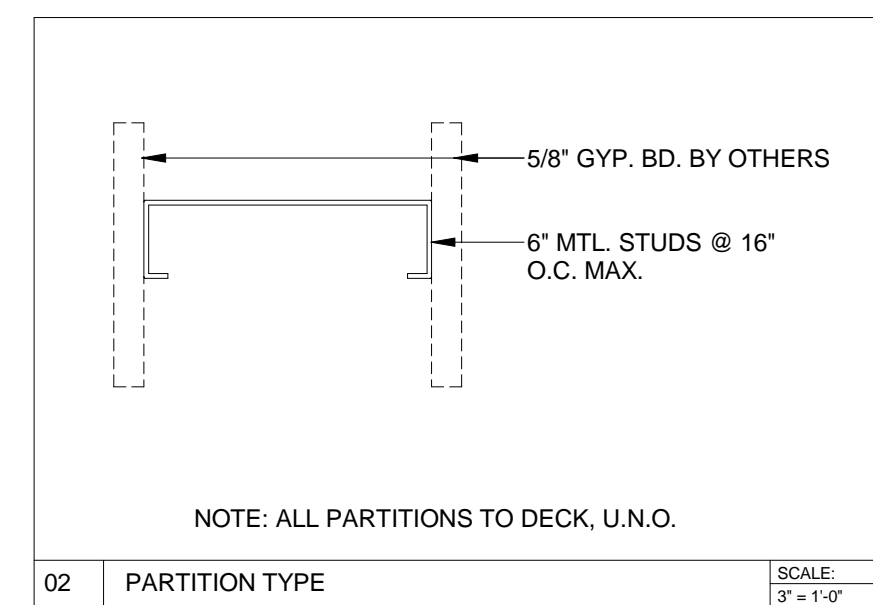 5/8" GYP. BD. BY OTHERS
6" MTL. STUDS @ 16"
O.C. MAX.
NOTE: ALL PARTITIONS TO DECK, U.N.O.
02 PARTITION TYPE
SCALE:
3" = 1'-0"